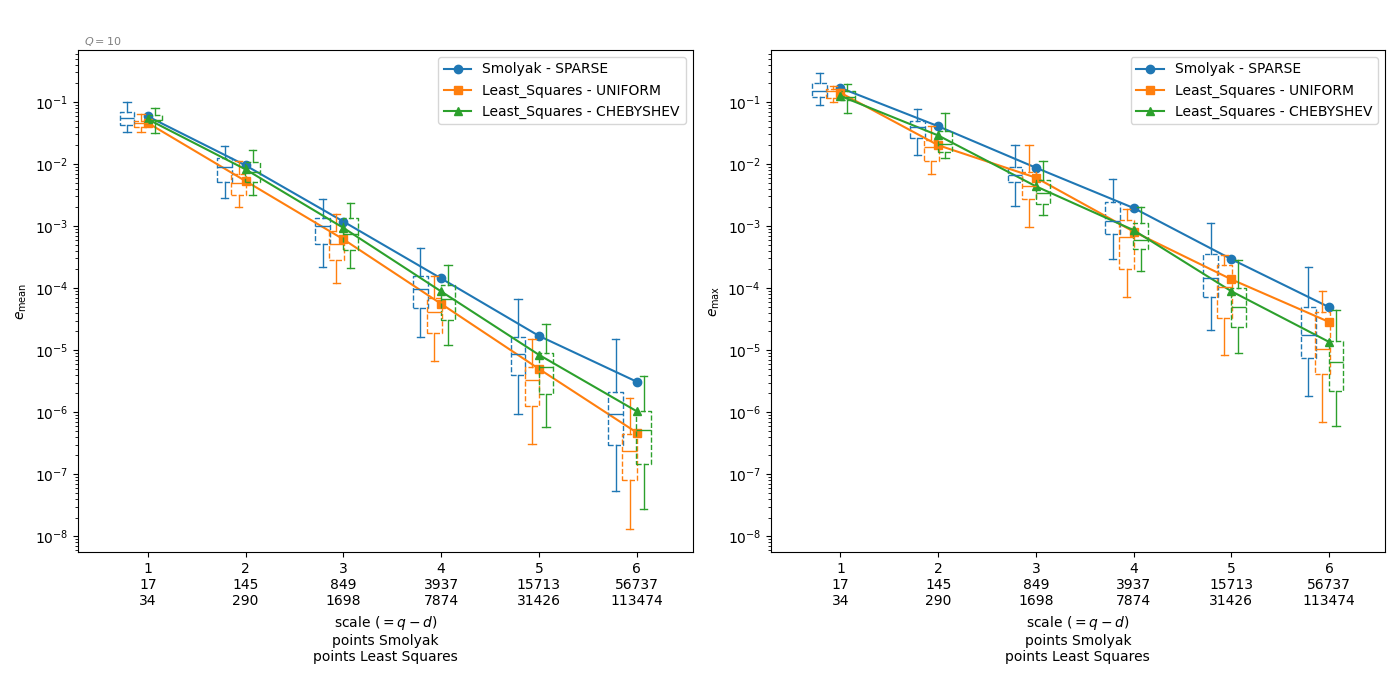 Q = 10
Smolyak - SPARSE
Least_Squares - UNIFORM
Least_Squares - CHEBYSHEV
10⁻¹
10⁻²
10⁻³
10⁻⁴
10⁻⁵
10⁻⁶
10⁻⁷
10⁻⁸
e_mean
1 2 3 4 5 6
17 145 849 3937 15713 56737
34 290 1698 7874 31426 113474
scale (= q − d)
points Smolyak
points Least Squares
Smolyak - SPARSE
Least_Squares - UNIFORM
Least_Squares - CHEBYSHEV
10⁻¹
10⁻²
10⁻³
10⁻⁴
10⁻⁵
10⁻⁶
10⁻⁷
10⁻⁸
e_max
1 2 3 4 5 6
17 145 849 3937 15713 56737
34 290 1698 7874 31426 113474
scale (= q − d)
points Smolyak
points Least Squares